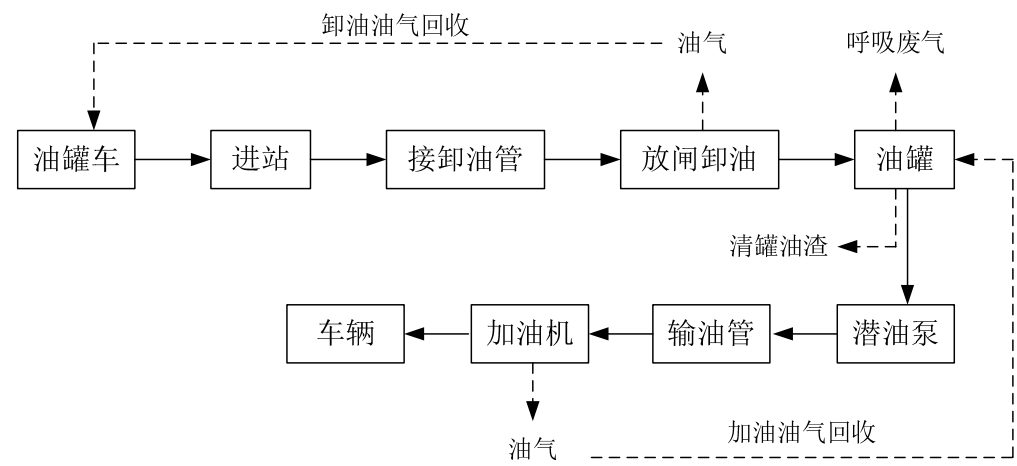 卸油油气回收
油气
呼吸废气
油罐车
进站
接卸油管
放闸卸油
油罐
清罐油渣
车辆
加油机
输油管
潜油泵
加油油气回收
油气